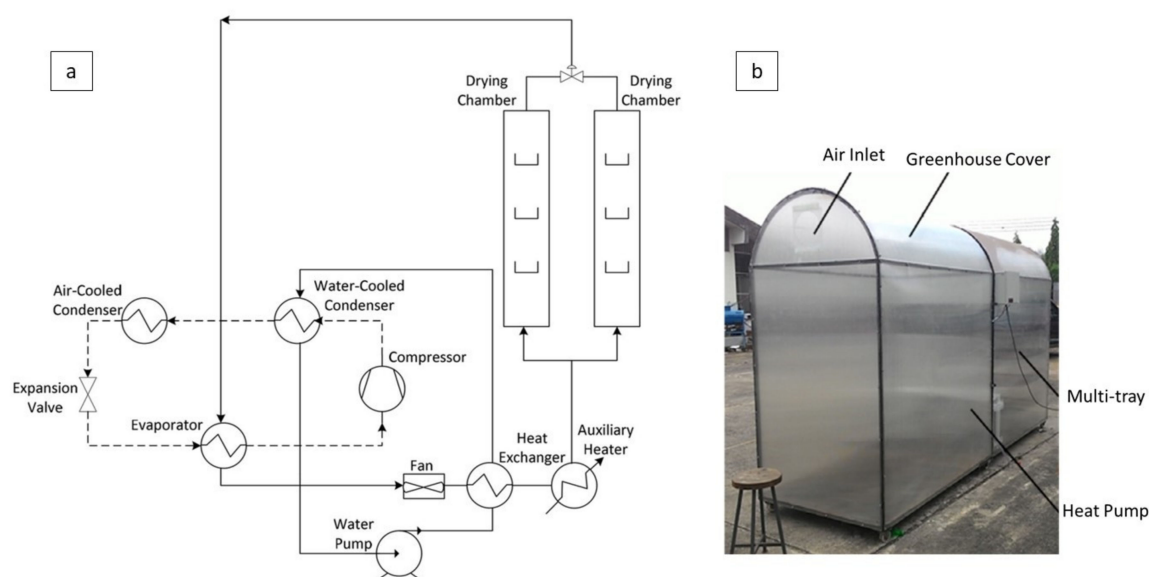 a
Drying
Chamber
Drying
Chamber
Air-Cooled
Condenser
Water-Cooled
Condenser
Compressor
Expansion
Valve
Evaporator
Fan
Heat
Exchanger
Auxiliary
Heater
Water
Pump
b
Air Inlet
Greenhouse Cover
Multi-tray
Heat Pump